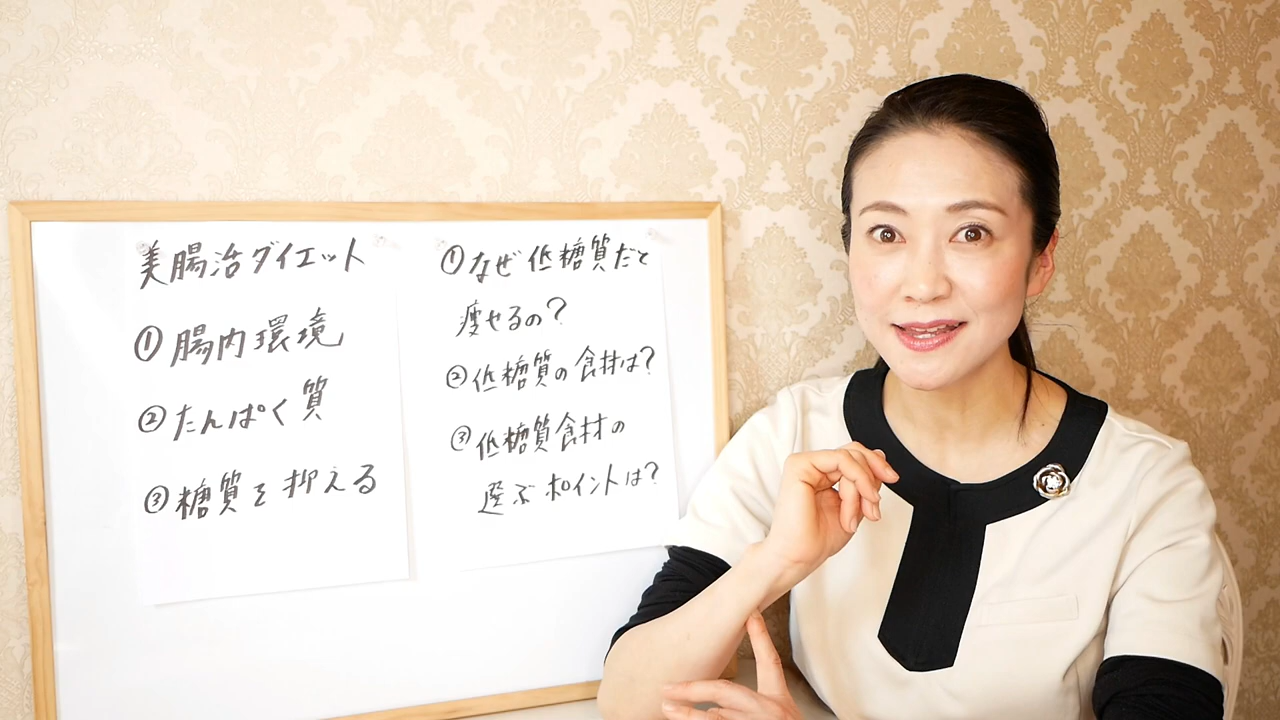 美腸治ダイエット
①腸内環境
②たんぱく質
③糖質を抑える
①なぜ低糖質だと
痩せるの?
②低糖質の食材は?
③低糖質食材の
選ぶポイントは?